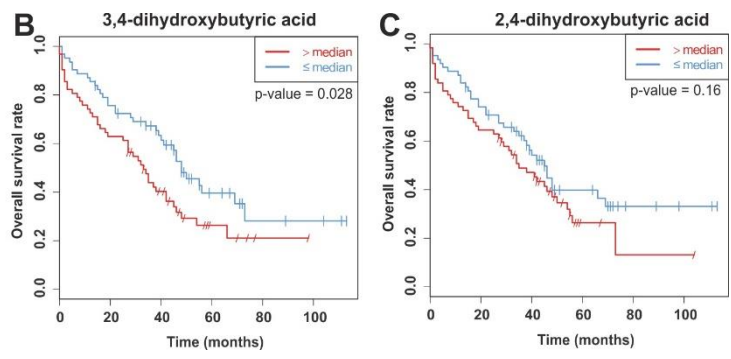 B
3,4-dihydroxybutyric acid
> median
≤ median
p-value = 0.028
Overall survival rate
1.0
0.8
0.6
0.4
0.2
0.0
0 20 40 60 80 100
Time (months)
C
2,4-dihydroxybutyric acid
> median
≤ median
p-value = 0.16
Overall survival rate
1.0
0.8
0.6
0.4
0.2
0.0
0 20 40 60 80 100
Time (months)